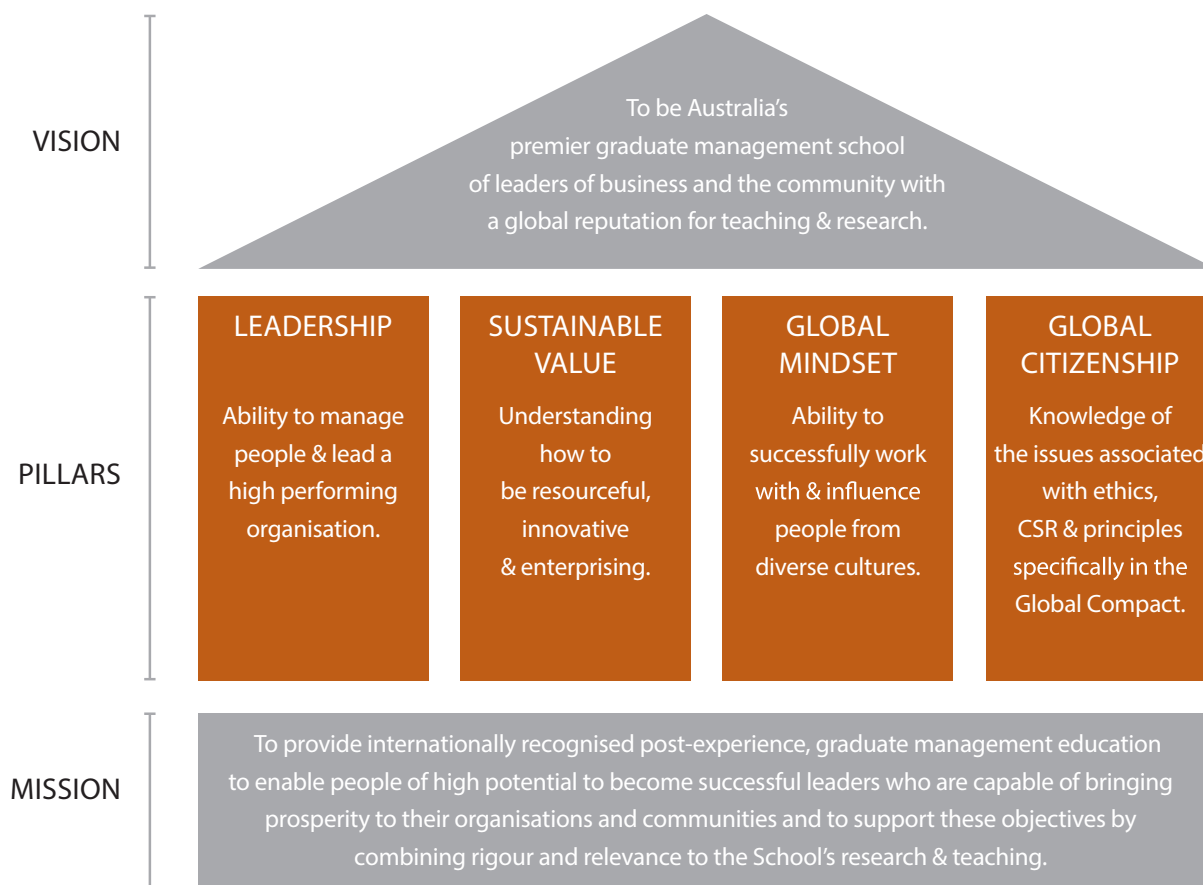 VISION
To be Australia's
premier graduate management school
of leaders of business and the community with
a global reputation for teaching & research.
PILLARS
LEADERSHIP
Ability to manage
people & lead a
high performing
organisation.
SUSTAINABLE
VALUE
Understanding
how to
be resourceful,
innovative
& enterprising.
GLOBAL
MINDSET
Ability to
successfully work
with & influence
people from
diverse cultures.
GLOBAL
CITIZENSHIP
Knowledge of
the issues associated
with ethics,
CSR & principles
specifically in the
Global Compact.
MISSION
To provide internationally recognised post-experience, graduate management education
to enable people of high potential to become successful leaders who are capable of bringing
prosperity to their organisations and communities and to support these objectives by
combining rigour and relevance to the School's research & teaching.